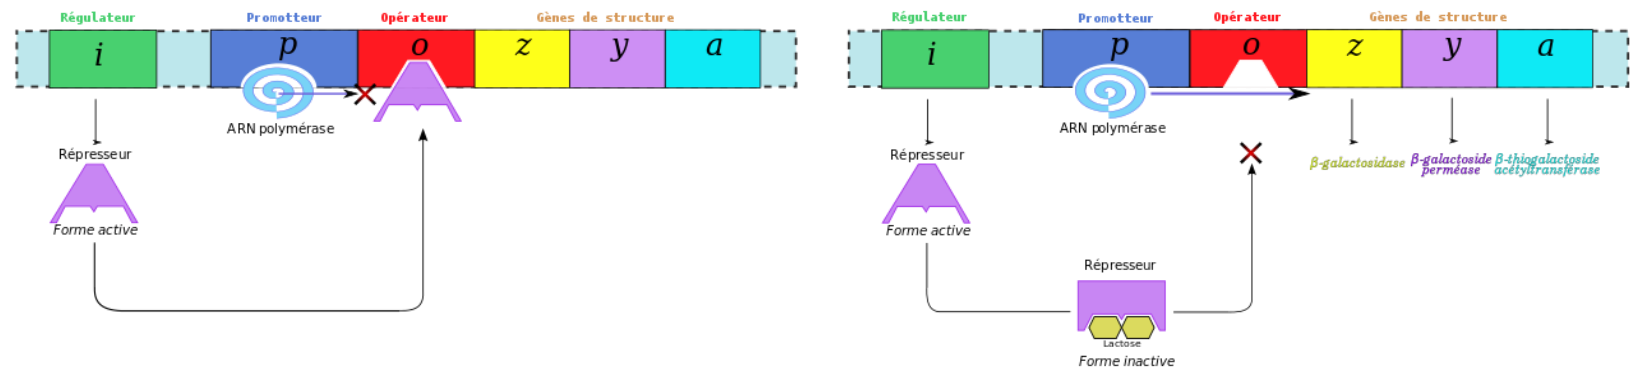 Régulateur Promotteur Opérateur Gènes de structure
i p o z y a
ARN polymérase
Répresseur
Forme active
Régulateur Promotteur Opérateur Gènes de structure
i p o z y a
ARN polymérase
Répresseur
Forme active
β-galactosidase
β-galactoside
perméase
β-thiogalactoside
acétyltransférase
Répresseur
Lactose
Forme inactive